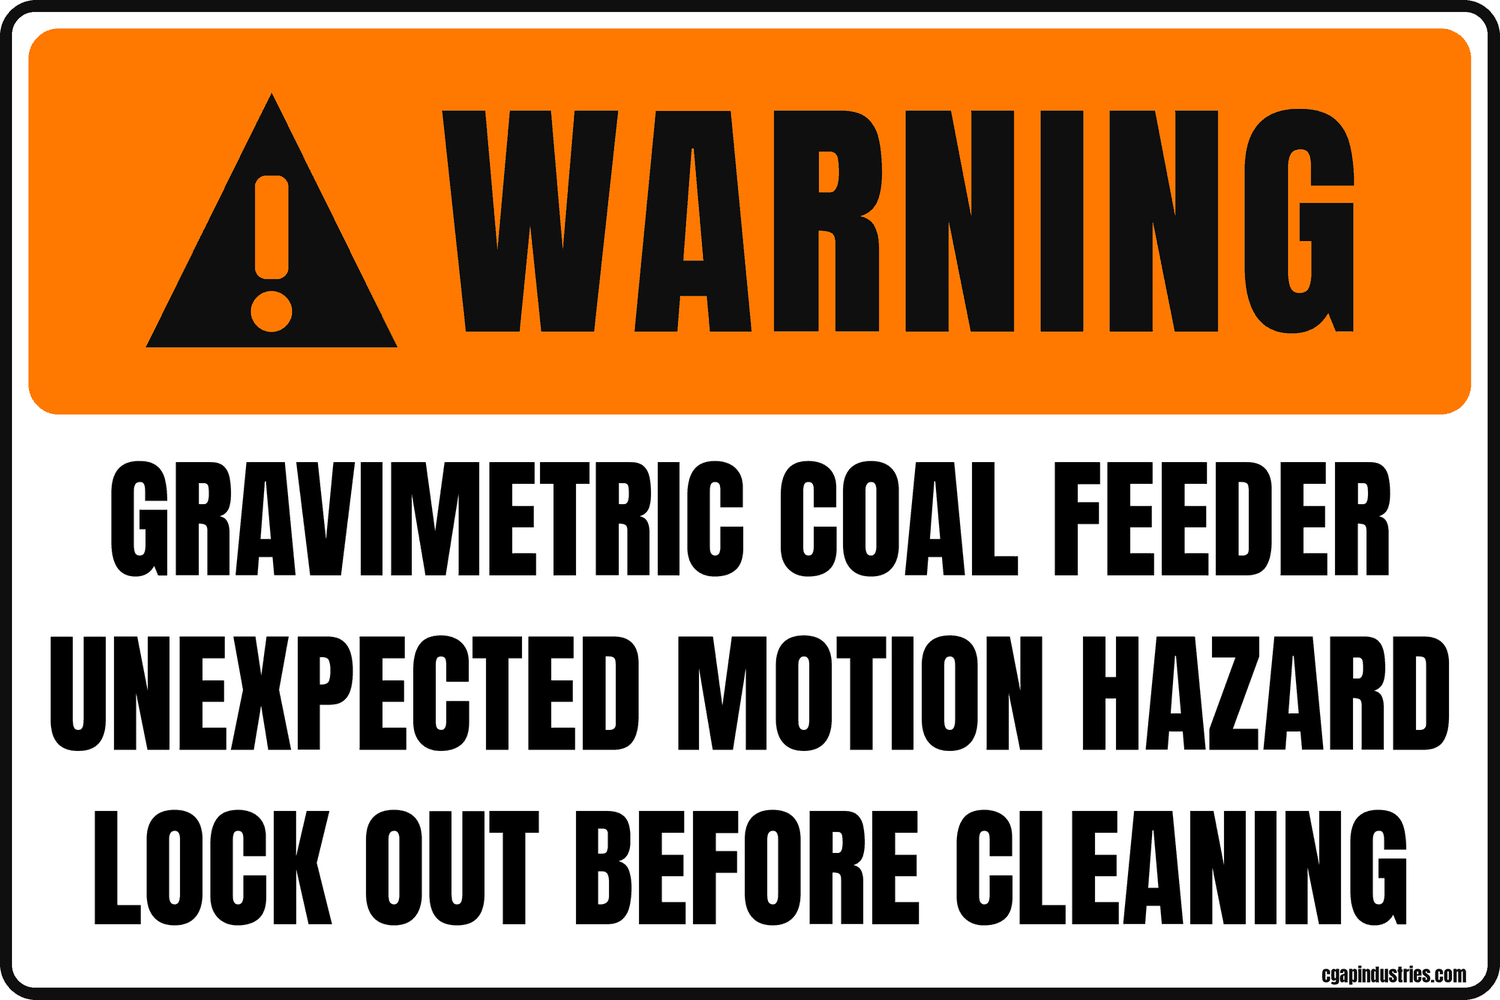 WARNING
GRAVIMETRIC COAL FEEDER
UNEXPECTED MOTION HAZARD
LOCK OUT BEFORE CLEANING
cgapindustries.com